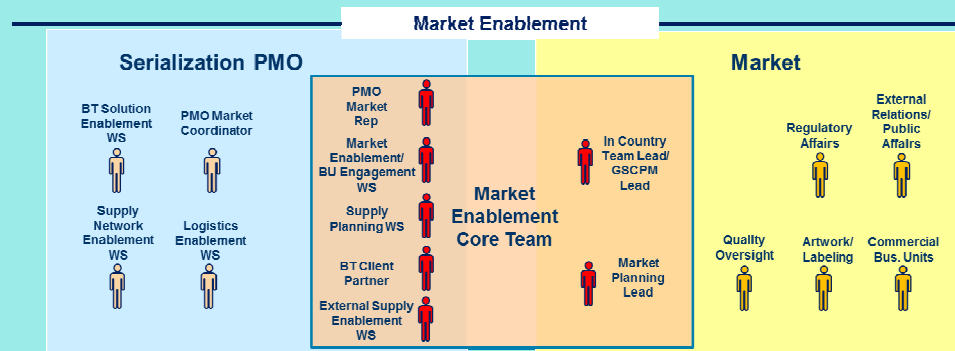 Market Enablement
Serialization PMO
Market
BT Solution
Enablement
WS
PMO Market
Coordinator
Supply
Network
Enablement
WS
Logistics
Enablement
WS
PMO
Market
Rep
Market
Enablement/
BU Engagement
WS
Supply
Planning WS
BT Client
Partner
External Supply
Enablement
WS
Market
Enablement
Core Team
In Country
Team Lead/
GSCPM
Lead
Market
Planning
Lead
Regulatory
Affairs
External
Relations/
Public
Affairs
Quality
Oversight
Artwork/
Labeling
Commercial
Bus. Units